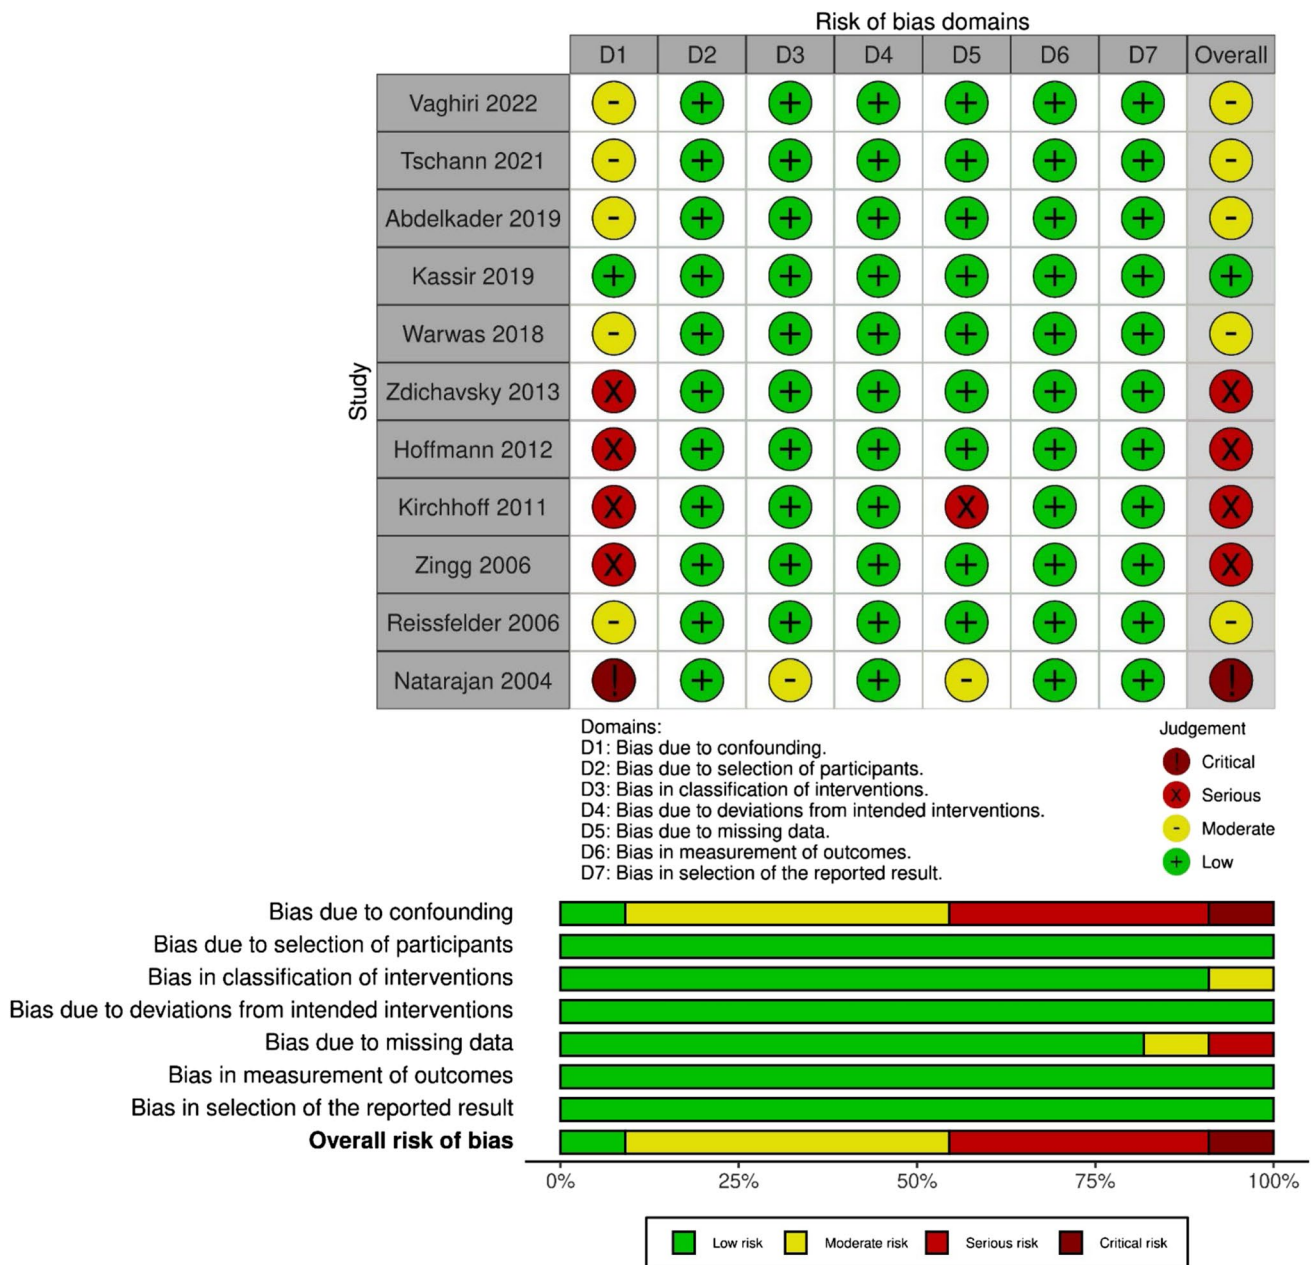 Risk of bias domains
D1 D2 D3 D4 D5 D6 D7 Overall
Study
Vaghiri 2022 - + + + + + + -
Tschann 2021 - + + + + + + -
Abdelkader 2019 - + + + + + + -
Kassir 2019 + + + + + + + +
Warwas 2018 - + + + + + + -
Zdichavsky 2013 X + + + + + + X
Hoffmann 2012 X + + + + + + X
Kirchhoff 2011 X + + + X + + X
Zingg 2006 X + + + + + + X
Reissfelder 2006 - + + + + + + -
Natarajan 2004 ! + - + - + + !
Domains:
D1: Bias due to confounding.
D2: Bias due to selection of participants.
D3: Bias in classification of interventions.
D4: Bias due to deviations from intended interventions.
D5: Bias due to missing data.
D6: Bias in measurement of outcomes.
D7: Bias in selection of the reported result.
Judgement
! Critical
X Serious
- Moderate
+ Low
Bias due to confounding
Bias due to selection of participants
Bias in classification of interventions
Bias due to deviations from intended interventions
Bias due to missing data
Bias in measurement of outcomes
Bias in selection of the reported result
Overall risk of bias
0% 25% 50% 75% 100%
Low risk Moderate risk Serious risk Critical risk